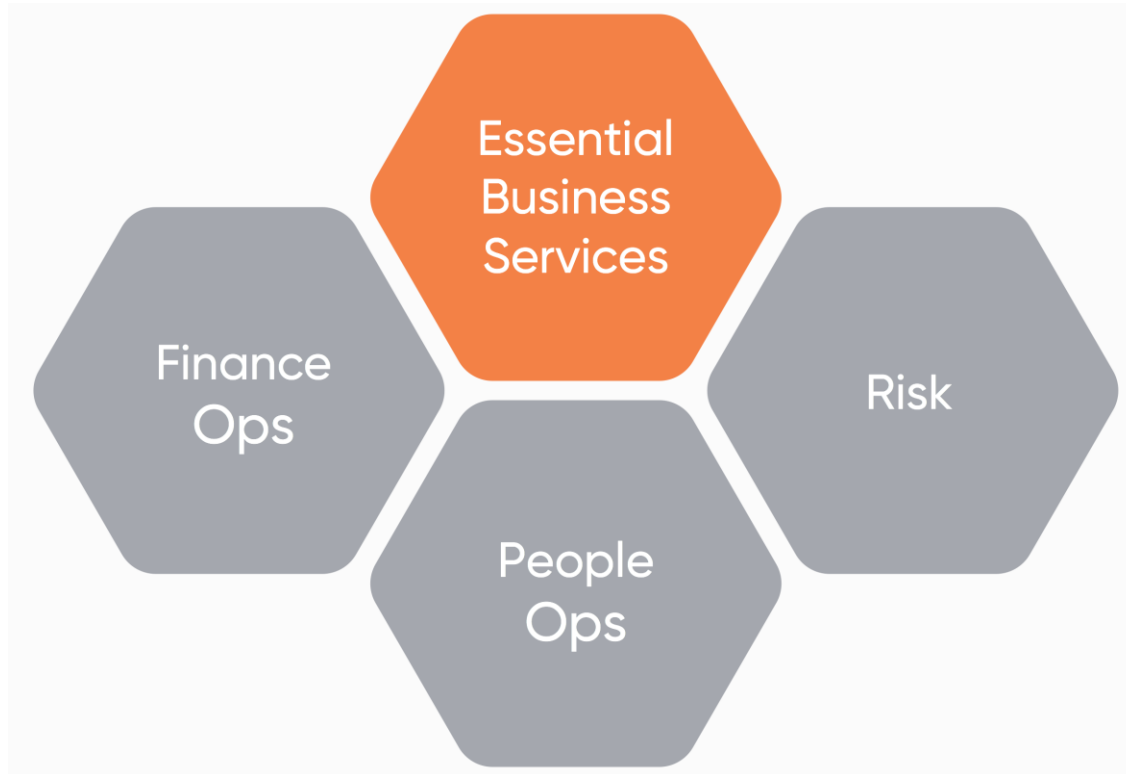 Essential
Business
Services
Finance
Ops
Risk
People
Ops